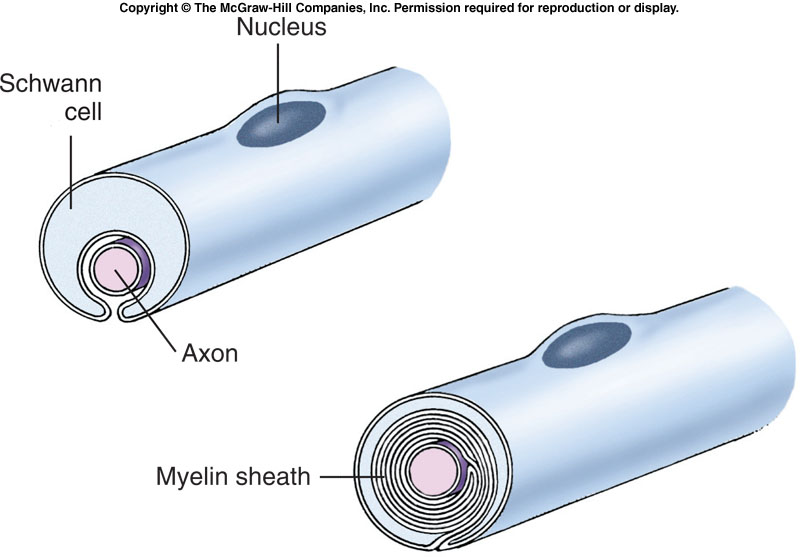 Copyright © The McGraw-Hill Companies, Inc. Permission required for reproduction or display.
Nucleus
Schwann
cell
Axon
Myelin sheath